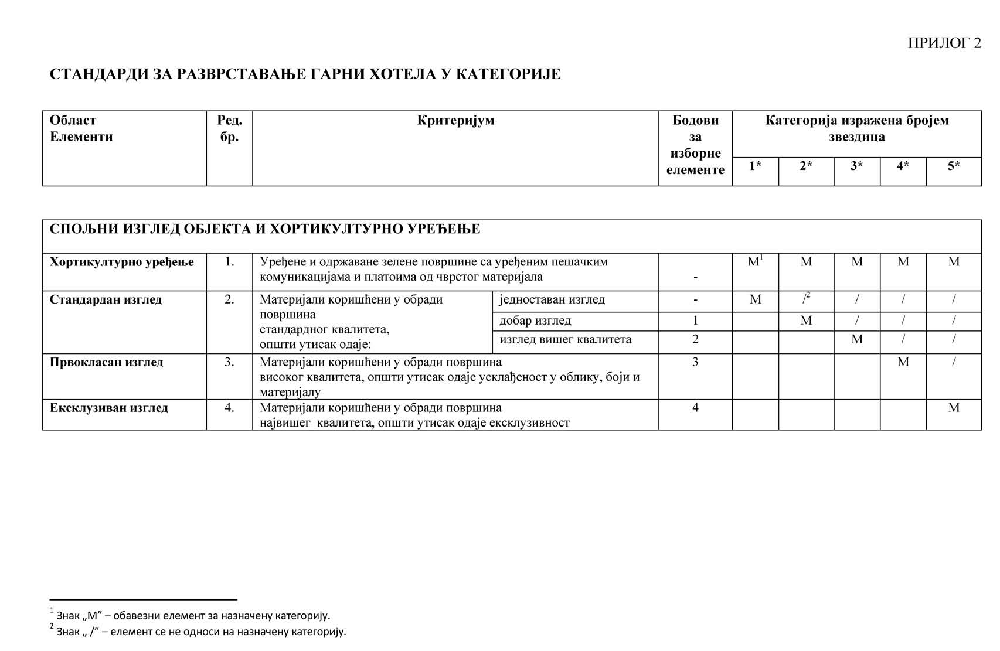 ПРИЛОГ 2
СТАНДАРДИ ЗА РАЗВРСТАВАЊЕ ГАРНИ ХОТЕЛА У КАТЕГОРИЈЕ
Област
Елементи
Ред.
бр.
Критеријум
Бодови
за
изборне
елементе
Категорија изражена бројем
звездица
1* 2* 3* 4* 5*
СПОЉНИ ИЗГЛЕД ОБЈЕКТА И ХОРТИКУЛТУРНО УРЕЂЕЊЕ
Хортикултурно уређење 1. Уређене и одржаване зелене површине са уређеним пешачким
комуникацијама и платоима од чврстог материјала
- М1 М М М М
Стандардан изглед 2. Материјали коришћени у обради
површина
стандардног квалитета,
општи утисак одаје:
једноставан изглед - М /2 / / /
добар изглед 1 М / / /
изглед вишег квалитета 2 М / /
Првокласан изглед 3. Материјали коришћени у обради површина
високог квалитета, општи утисак одаје усклађеност у облику, боји и
материјалу
3 М /
Ексклузиван изглед 4. Материјали коришћени у обради површина
највишег квалитета, општи утисак одаје ексклузивност
4 М
1 Знак „М” – обавезни елемент за назначену категорију.
2 Знак „ /” – елемент се не односи на назначену категорију.